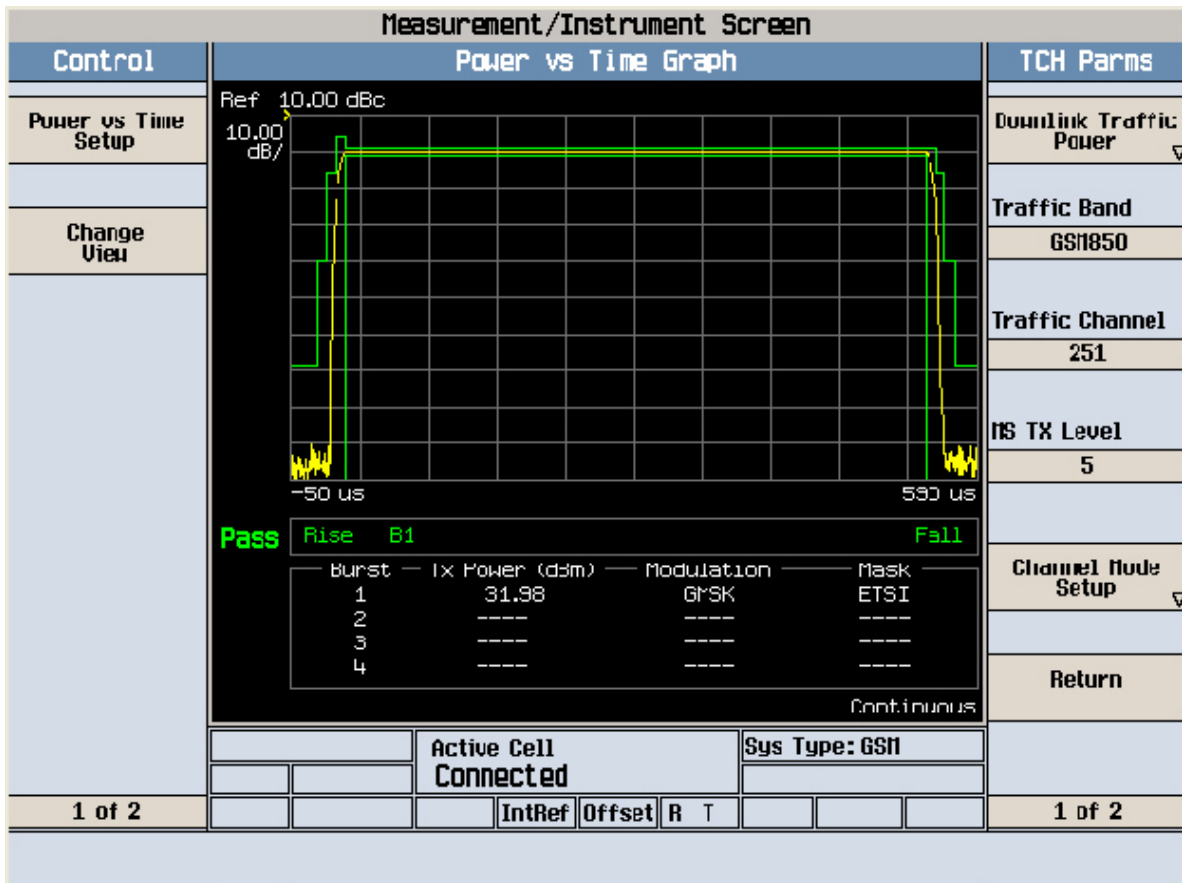 Measurement/Instrument Screen
Control
Power vs Time Graph
TCH Parms
Power vs Time
Setup
Change
View
1 of 2
Ref 10.00 dBc
10.00
dB/
-50 us
590 us
Pass
Rise B1 Fall
Burst Tx Power (dBm) Modulation Mask
1 31.98 GMSK ETSI
2 ---- ---- ----
3 ---- ---- ----
4 ---- ---- ----
Continuous
Active Cell
Connected
Sys Type: GSM
IntRef Offset R T
Downlink Traffic
Power
Traffic Band
GSM850
Traffic Channel
251
MS TX Level
5
Channel Mode
Setup
Return
1 of 2